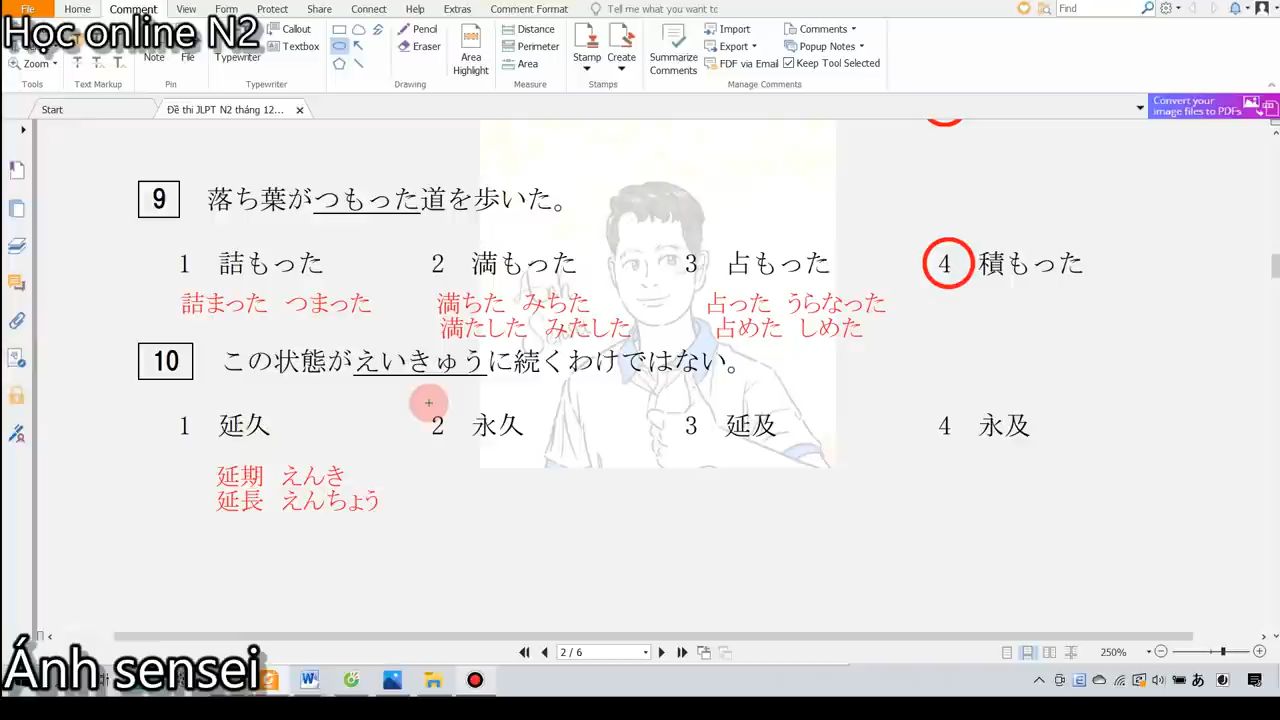 File Home Comment View Form Protect Share Connect Help Extras Comment Format Tell me what you want to Find
Học online N2
Callout Pencil Distance Import Comments
Textbox Eraser Perimeter Export Popup Notes
Zoom Typewriter Note File Typewriter Area Highlight Area Stamp Create Summarize Comments FDF via Email Keep Tool Selected
Tools Text Markup Pin Typewriter Drawing Measure Stamps Manage Comments
Start Đề thi JLPT N2 tháng 12... Convert your image files to PDFs
9 落ち葉がつもった道を歩いた。
1 詰もった 2 満もった 3 占もった 4 積もった
詰まった つまった 満ちた みちた 占った うらなった
満たした みたした 占めた しめた
10 この状態がえいきゅうに続くわけではない。
1 延久 2 永久 3 延及 4 永及
延期 えんき
延長 えんちょう
2 / 6 250%
Ánh sensei